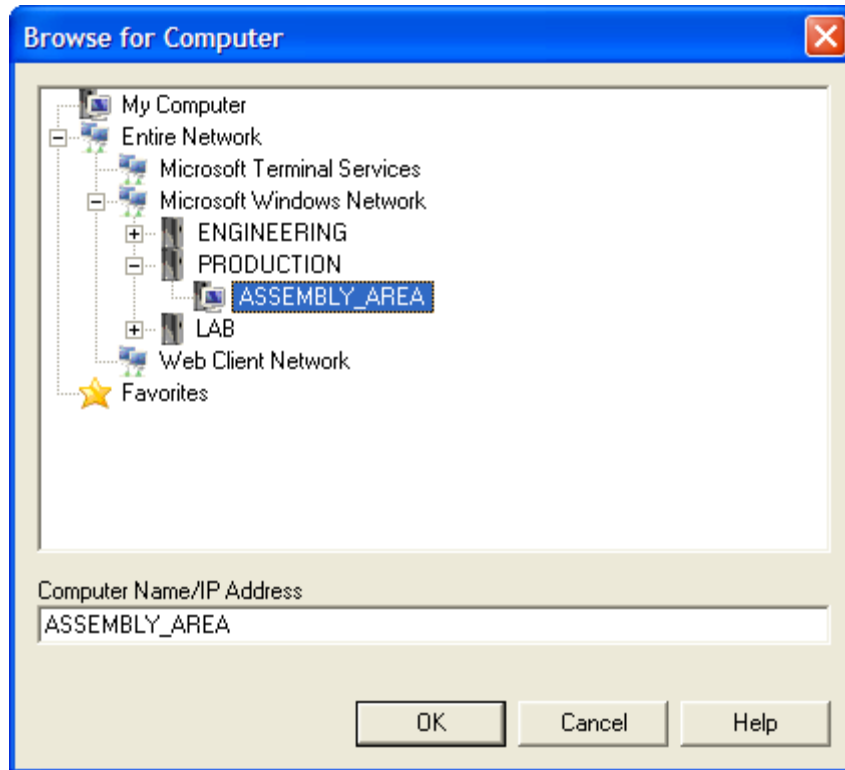 Browse for Computer
My Computer
Entire Network
Microsoft Terminal Services
Microsoft Windows Network
ENGINEERING
PRODUCTION
ASSEMBLY_AREA
LAB
Web Client Network
Favorites
Computer Name/IP Address
ASSEMBLY_AREA
OK Cancel Help